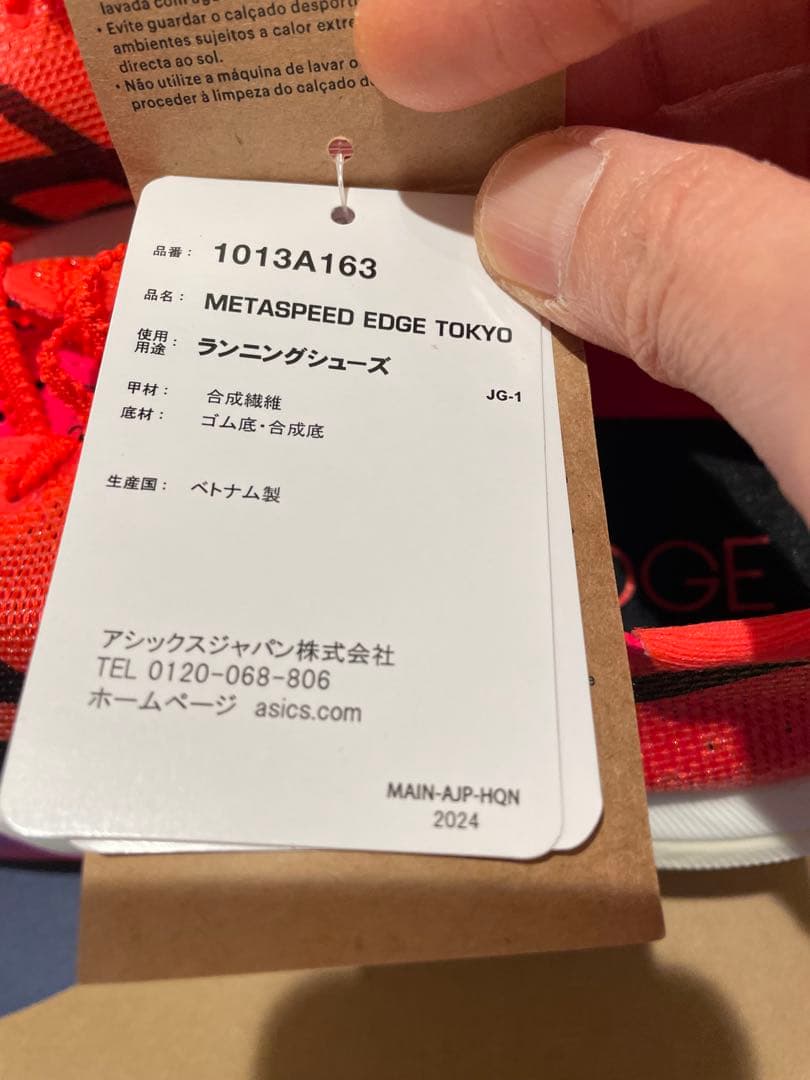 lavada com
• Evite guardar o calçado
ambientes sujeitos a calor
directa ao sol.
• Não utilize a máquina de lavar
proceder à limpeza do calçado
品番： 1013A163
品名： METASPEED EDGE TOKYO
使用用途： ランニングシューズ
JG-1
甲材： 合成繊維
底材： ゴム底・合成底
生産国： ベトナム製
アシックスジャパン株式会社
TEL 0120-068-806
ホームページ asics.com
MAIN-AJP-HQN
2024
EDGE